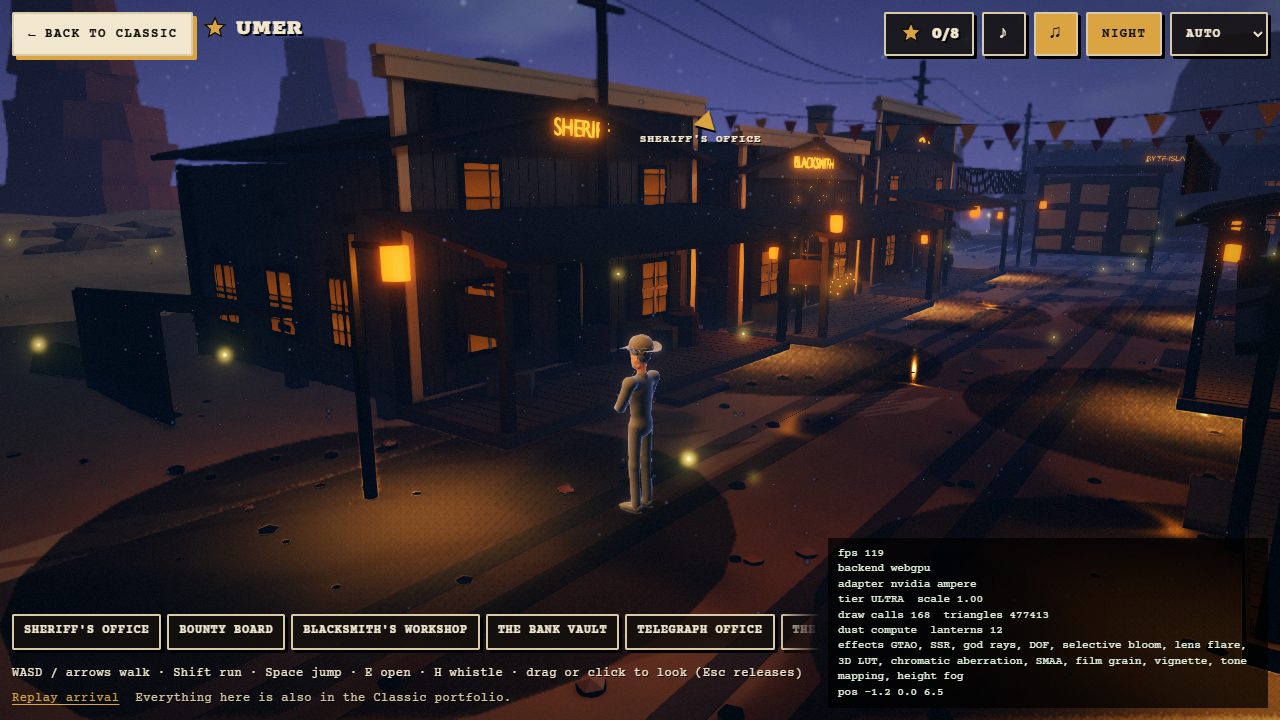 ← BACK TO CLASSIC
UMER
0/8
NIGHT
AUTO
SHERIF
SHERIFF'S OFFICE
BLACKSMITH
SHERIFF'S OFFICE
BOUNTY BOARD
BLACKSMITH'S WORKSHOP
THE BANK VAULT
TELEGRAPH OFFICE
THE
WASD / arrows walk · Shift run · Space jump · E open · H whistle · drag or click to look (Esc releases)
Replay arrival Everything here is also in the Classic portfolio.
fps 119
backend webgpu
adapter nvidia ampere
tier ULTRA scale 1.00
draw calls 168 triangles 477413
dust compute lanterns 12
effects GTAO, SSR, god rays, DOF, selective bloom, lens flare,
3D LUT, chromatic aberration, SMAA, film grain, vignette, tone
mapping, height fog
pos -1.2 0.0 6.5